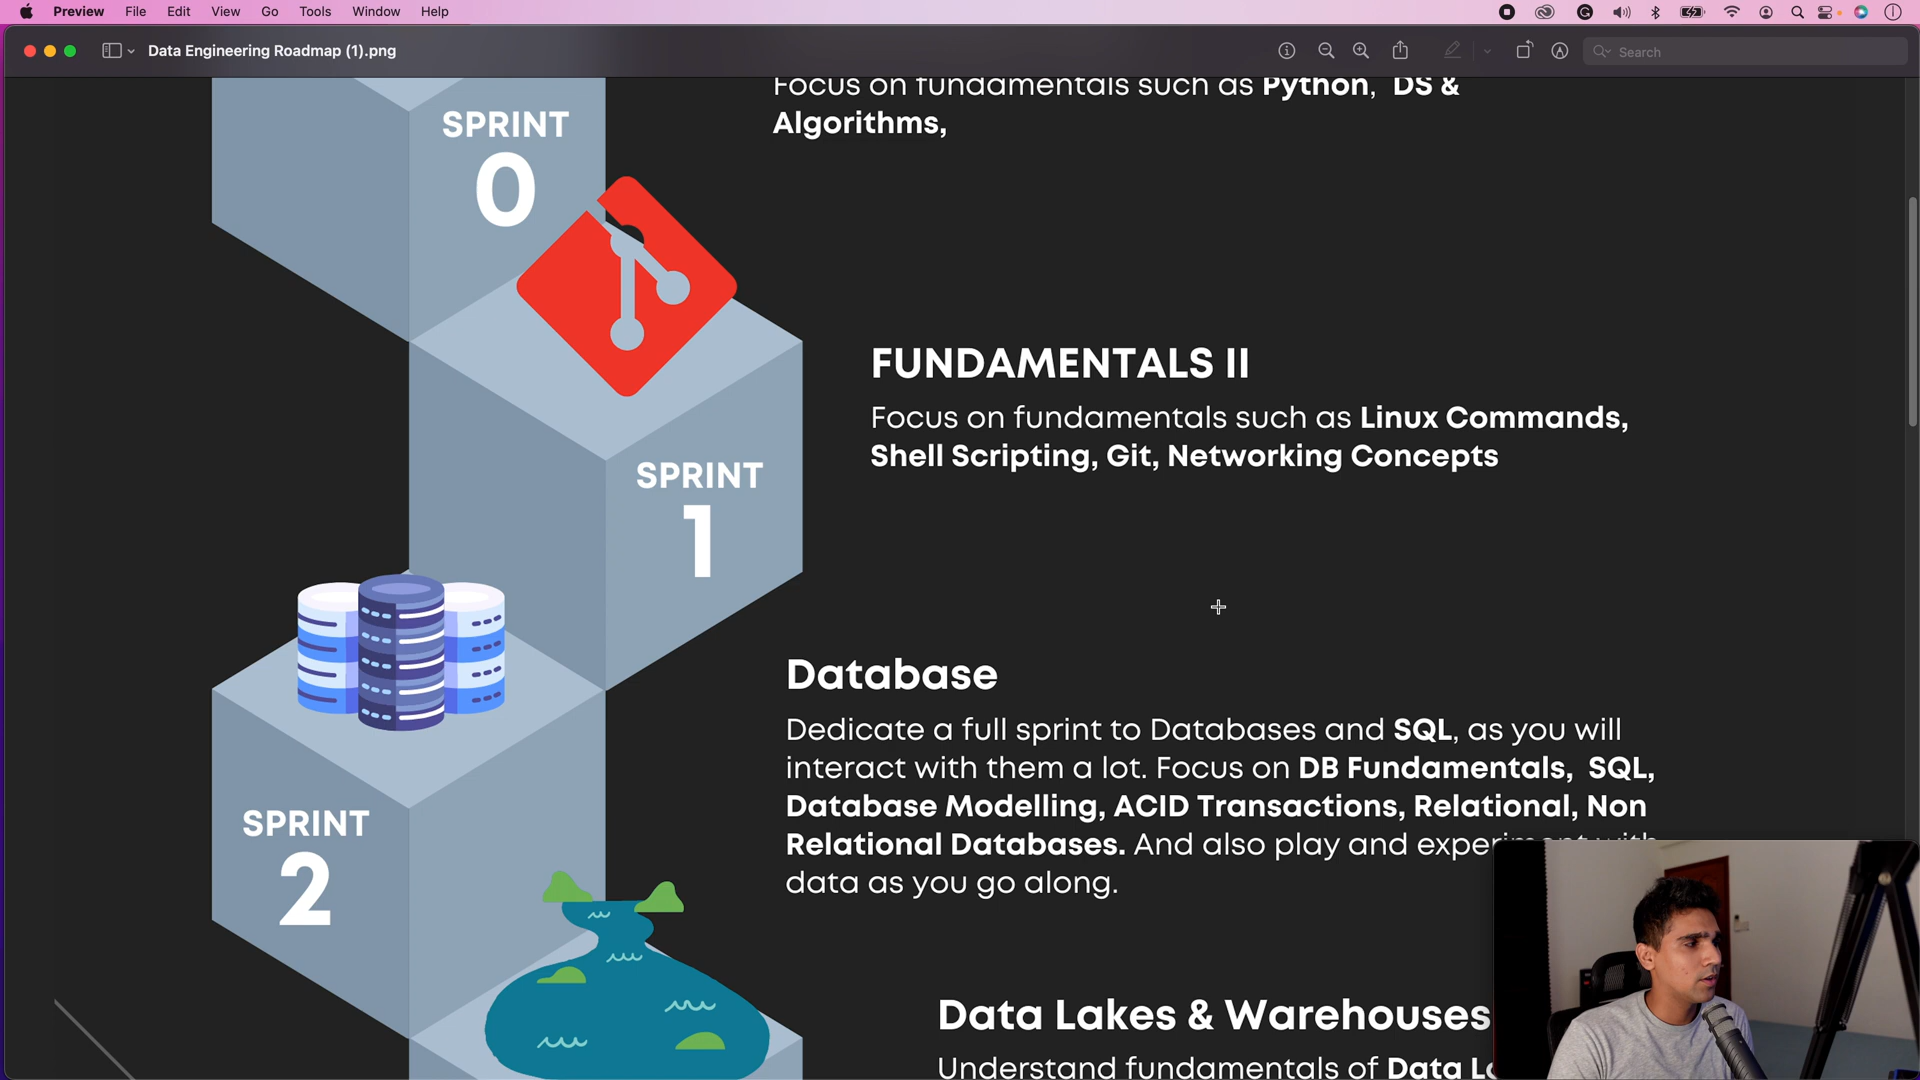 Preview File Edit View Go Tools Window Help
Data Engineering Roadmap (1).png
Search
Focus on fundamentals such as Python, DS &
Algorithms,
SPRINT
0
FUNDAMENTALS II
Focus on fundamentals such as Linux Commands,
Shell Scripting, Git, Networking Concepts
SPRINT
1
Database
Dedicate a full sprint to Databases and SQL, as you will
interact with them a lot. Focus on DB Fundamentals, SQL,
Database Modelling, ACID Transactions, Relational, Non
Relational Databases. And also play and experiment with
data as you go along.
SPRINT
2
Data Lakes & Warehouses
Understand fundamentals of Data